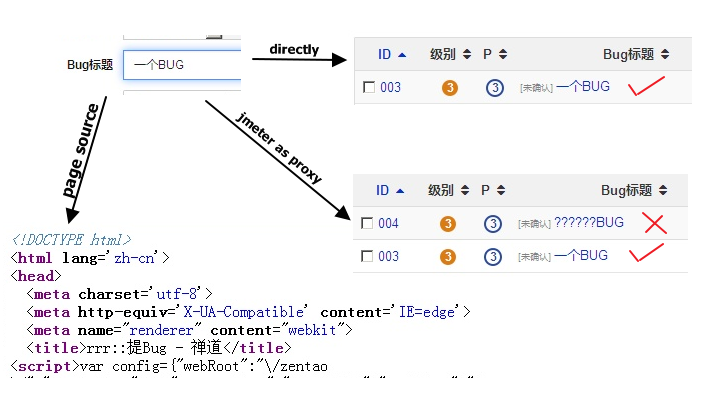 directly
ID 级别 P Bug标题
003 3 3 [未确认] 一个BUG
Bug标题 一个BUG
page source
jmeter as proxy
ID 级别 P Bug标题
004 3 3 [未确认] ??????BUG
003 3 3 [未确认] 一个BUG
<!DOCTYPE html>
<html lang='zh-cn'>
<head>
<meta charset='utf-8'>
<meta http-equiv='X-UA-Compatible' content='IE=edge'>
<meta name="renderer" content="webkit">
<title>rrr::提Bug - 禅道</title>
<script>var config={"webRoot":"\/zentao